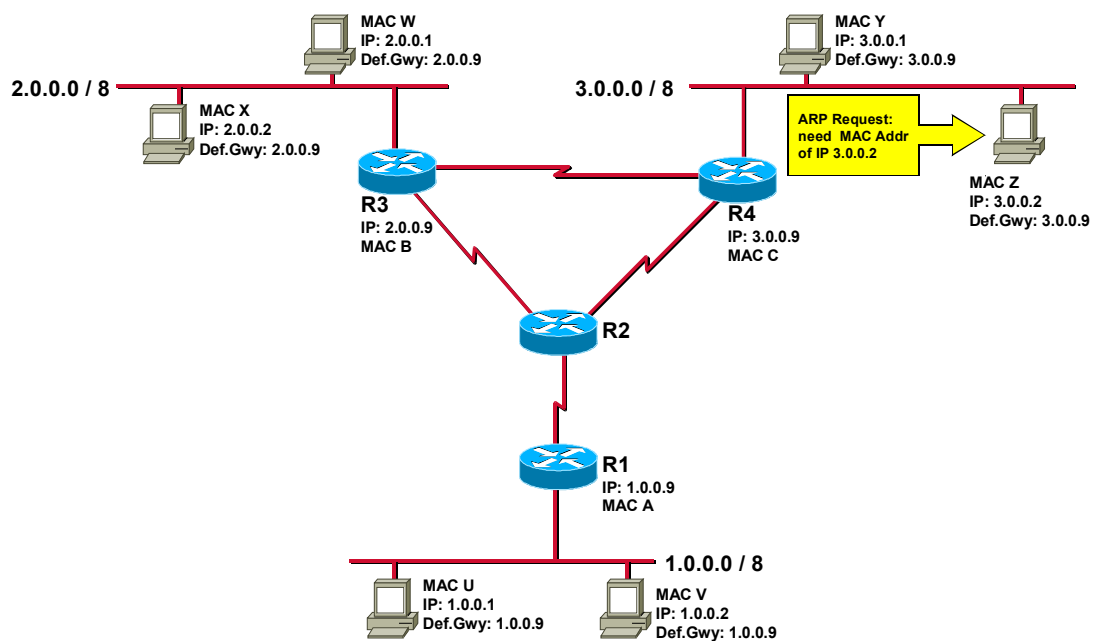 MAC W
IP: 2.0.0.1
Def.Gwy: 2.0.0.9
MAC Y
IP: 3.0.0.1
Def.Gwy: 3.0.0.9
2.0.0.0 / 8
3.0.0.0 / 8
MAC X
IP: 2.0.0.2
Def.Gwy: 2.0.0.9
ARP Request:
need MAC Addr
of IP 3.0.0.2
MAC Z
IP: 3.0.0.2
Def.Gwy: 3.0.0.9
R3
IP: 2.0.0.9
MAC B
R4
IP: 3.0.0.9
MAC C
R2
R1
IP: 1.0.0.9
MAC A
1.0.0.0 / 8
MAC U
IP: 1.0.0.1
Def.Gwy: 1.0.0.9
MAC V
IP: 1.0.0.2
Def.Gwy: 1.0.0.9